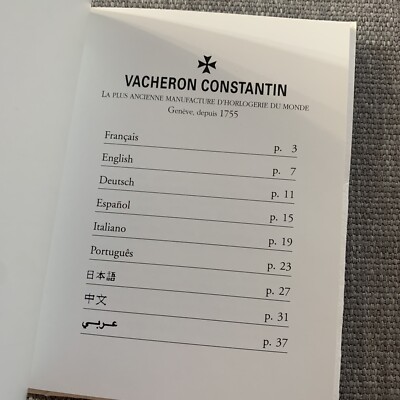 VACHERON CONSTANTIN
LA PLUS ANCIENNE MANUFACTURE D'HORLOGERIE DU MONDE
Genève, depuis 1755
Français p. 3
English p. 7
Deutsch p. 11
Español p. 15
Italiano p. 19
Português p. 23
日本語 p. 27
中文 p. 31
عربي p. 37